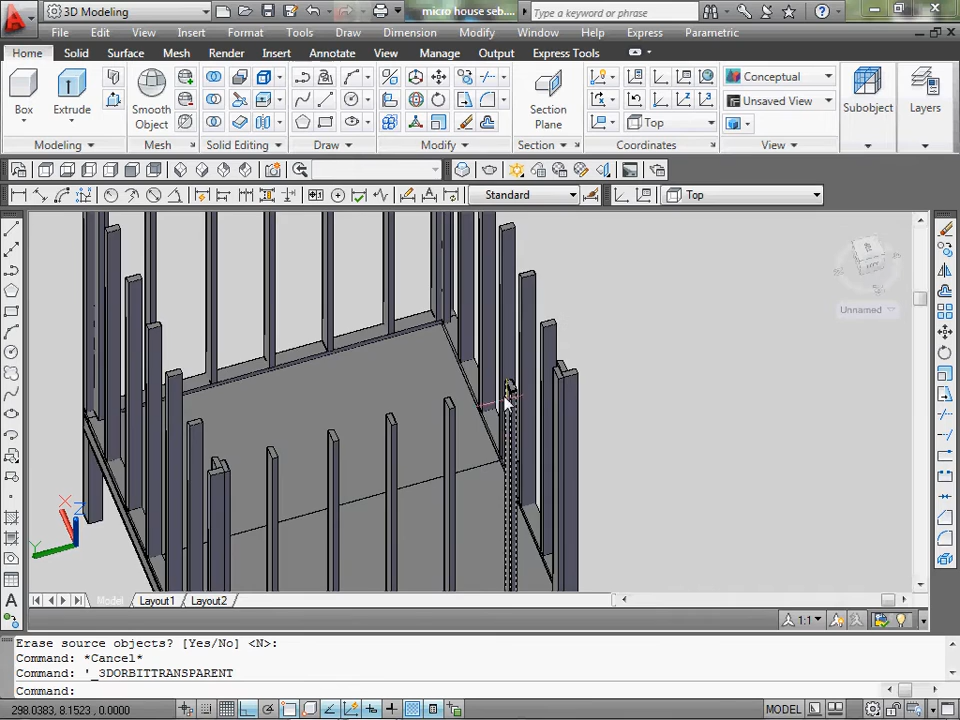 3D Modeling
micro house seb....
Type a keyword or phrase
File Edit View Insert Format Tools Draw Dimension Modify Window Help Express Parametric
Home Solid Surface Mesh Render Insert Annotate View Manage Output Express Tools
Box Extrude Smooth Object Section Plane Top Conceptual Unsaved View Subobject Layers
Modeling Mesh Solid Editing Draw Modify Section Coordinates View
Standard Top
Unnamed
X
Y
Z
Model Layout1 Layout2
1:1
Erase source objects? [Yes/No] <N>:
Command: *Cancel*
Command: '_3DORBITTRANSPARENT
Command:
298.0383, 8.1523, 0.0000 MODEL